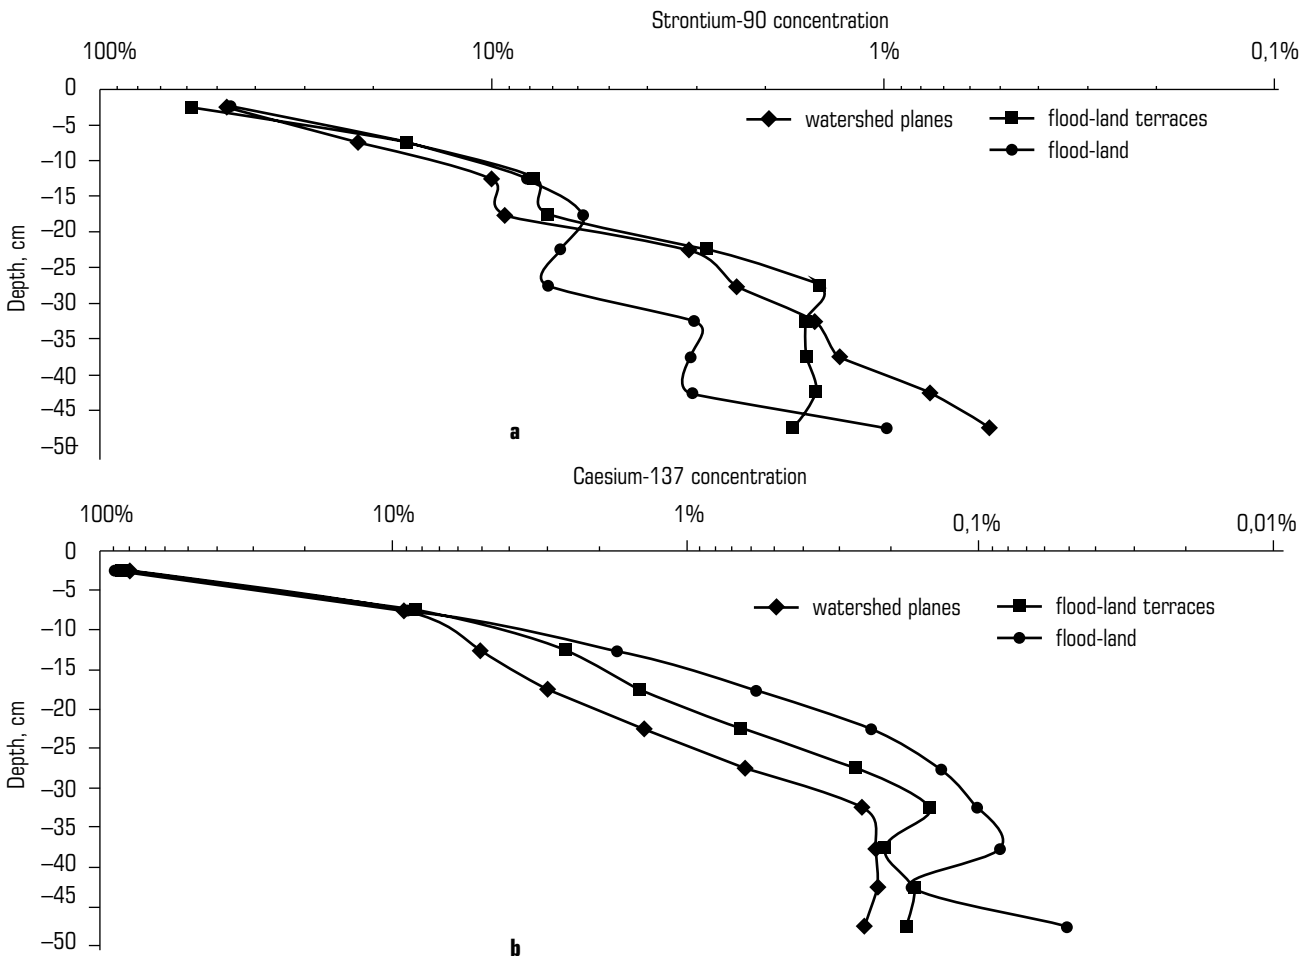 Strontium-90 concentration
100% 10% 1% 0,1%
0
watershed planes flood-land terraces
flood-land
–5
–10
–15
–20
–25
–30
–35
–40
–45
–50
Depth, cm
a
Caesium-137 concentration
100% 10% 1% 0,1% 0,01%
0
watershed planes flood-land terraces
flood-land
–5
–10
–15
–20
–25
–30
–35
–40
–45
–50
Depth, cm
b